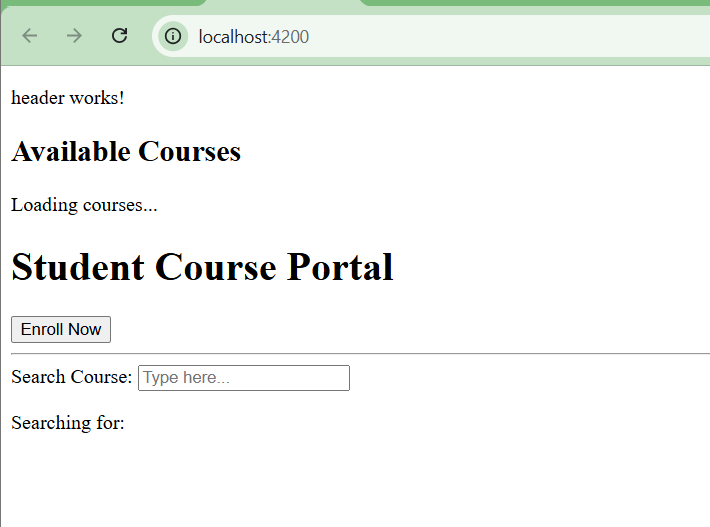 localhost:4200
header works!
Available Courses
Loading courses...
Student Course Portal
Enroll Now
Search Course: Type here...
Searching for: